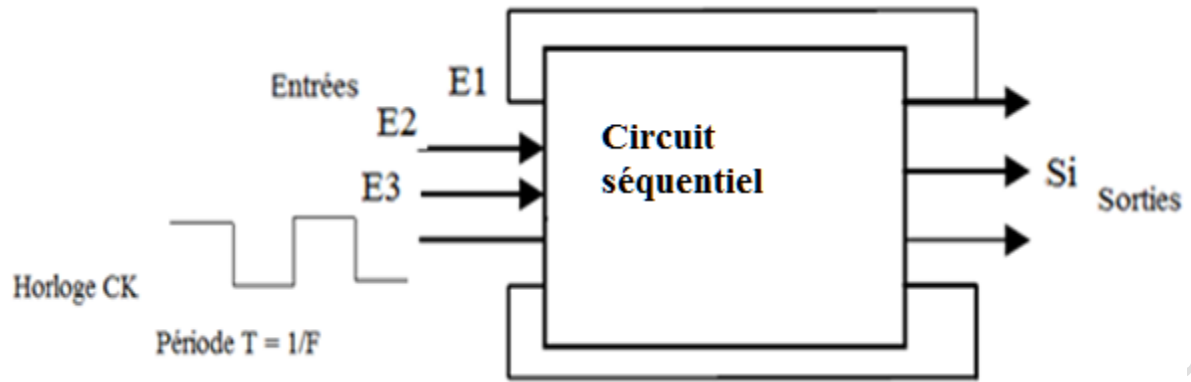 Entrées
E1
E2
E3
Circuit
séquentiel
Si
Sorties
Horloge CK
Période T = 1/F